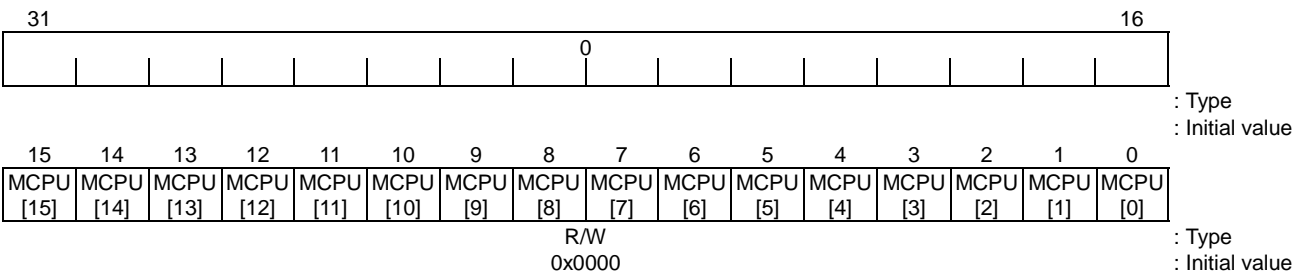 31 16
0
: Type
: Initial value
15 14 13 12 11 10 9 8 7 6 5 4 3 2 1 0
MCPU MCPU MCPU MCPU MCPU MCPU MCPU MCPU MCPU MCPU MCPU MCPU MCPU MCPU MCPU MCPU
[15] [14] [13] [12] [11] [10] [9] [8] [7] [6] [5] [4] [3] [2] [1] [0]
R/W : Type
0x0000 : Initial value